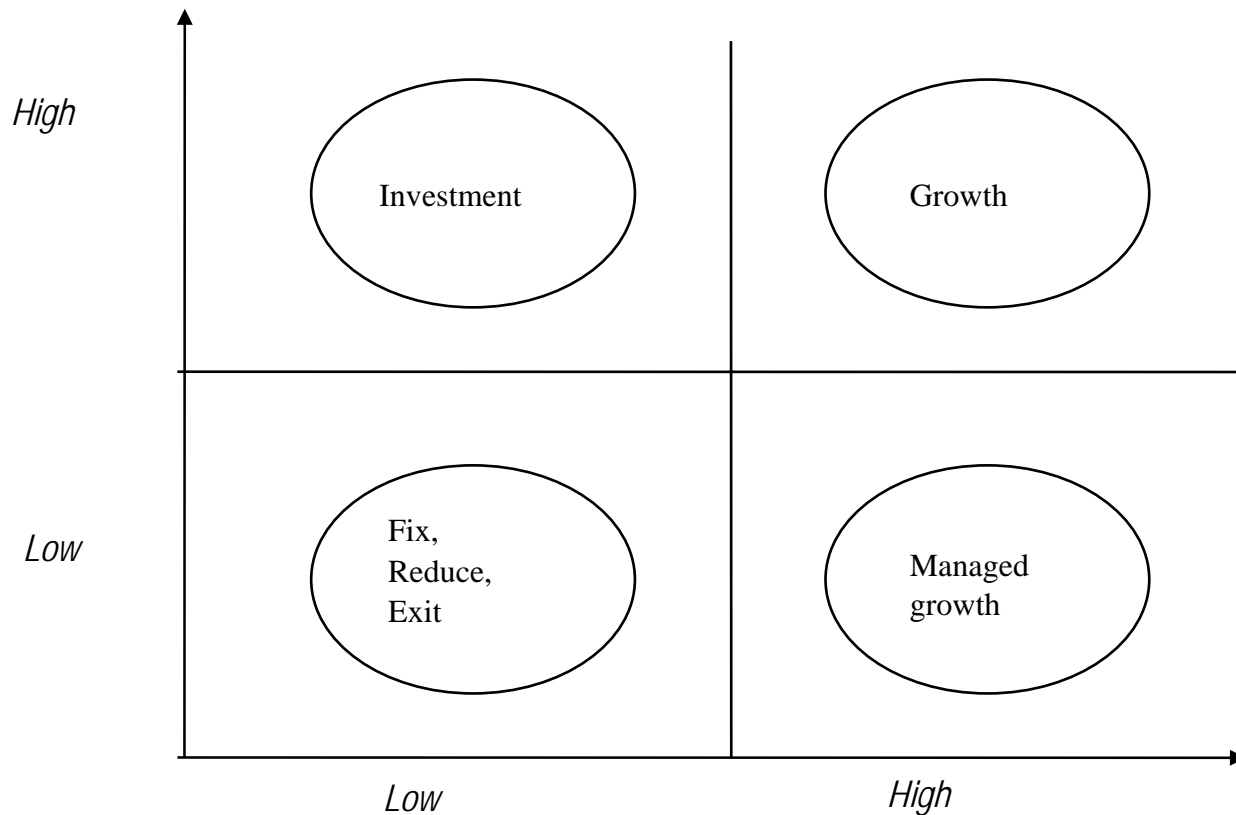 High
Investment
Growth
Low
Fix,
Reduce,
Exit
Managed
growth
Low
High